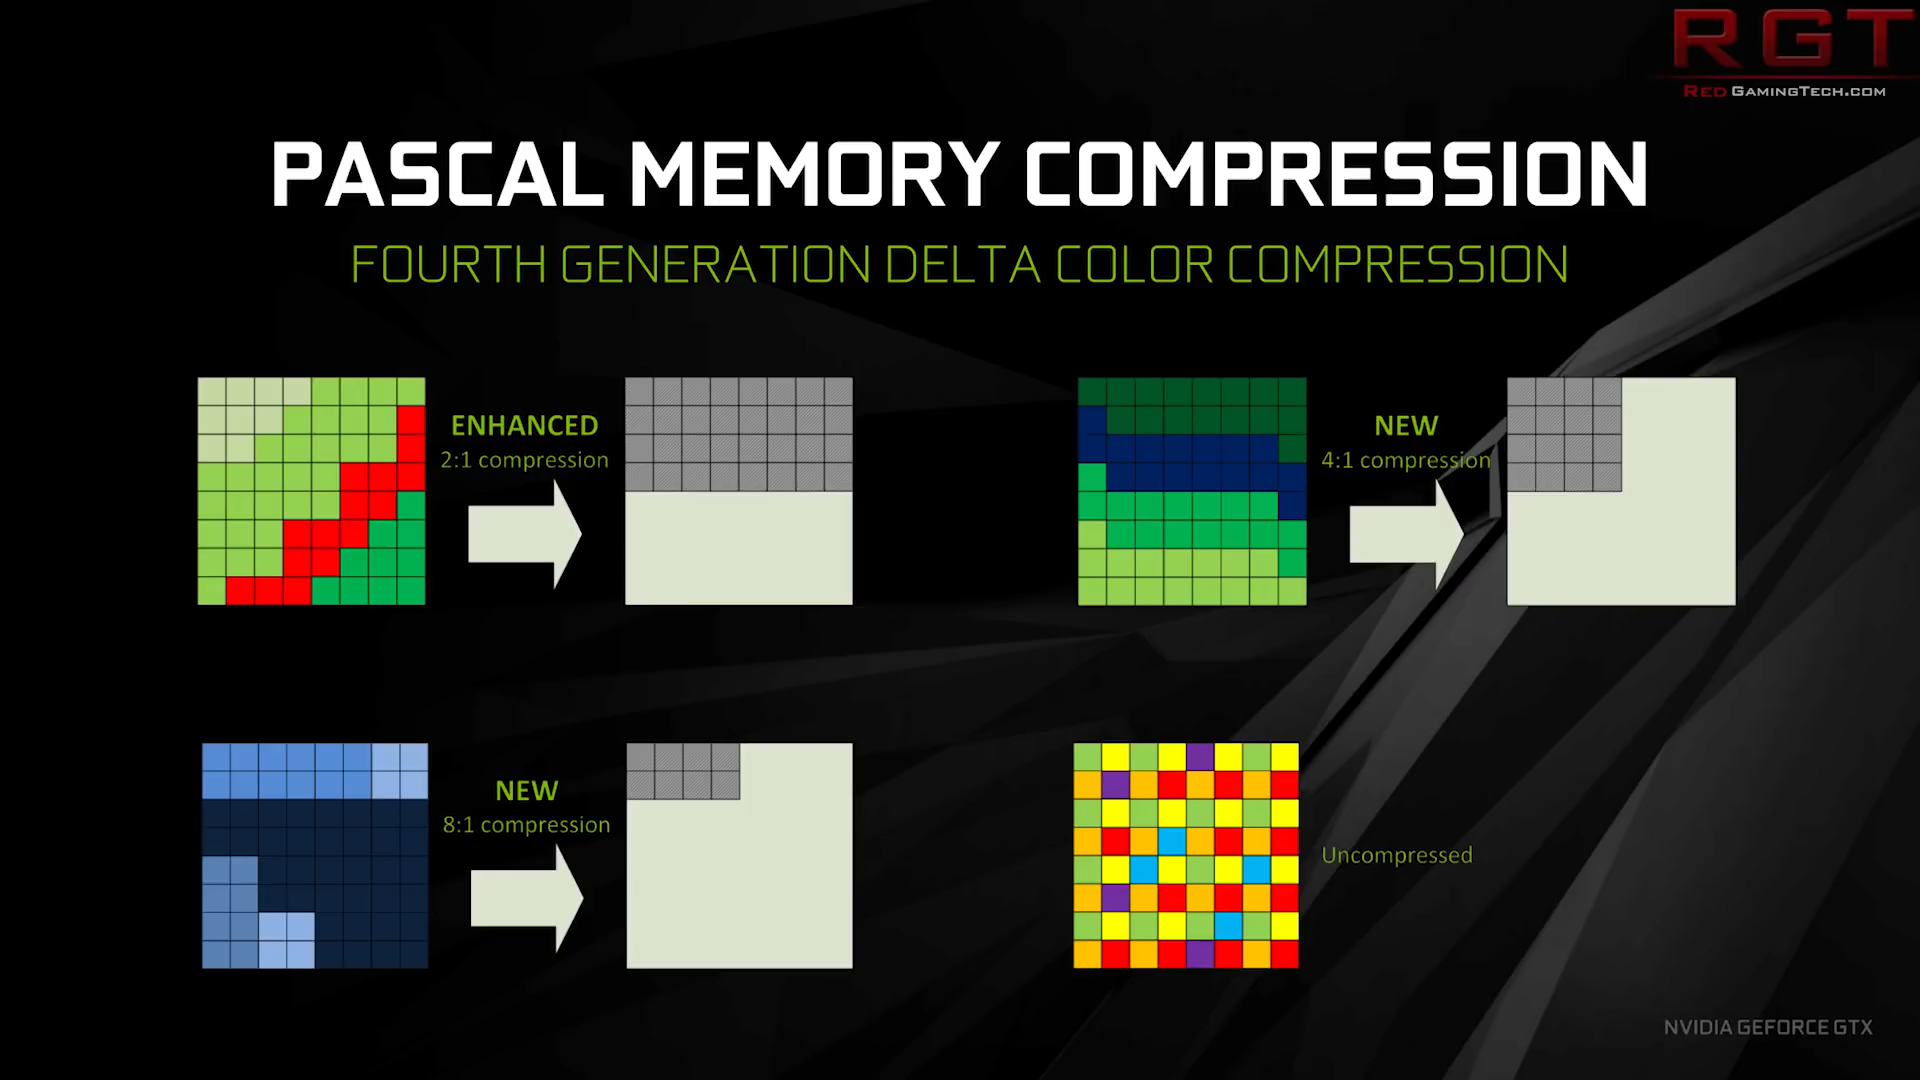 RGT
RED GAMINGTECH.COM
PASCAL MEMORY COMPRESSION
FOURTH GENERATION DELTA COLOR COMPRESSION
ENHANCED
2:1 compression
NEW
4:1 compression
NEW
8:1 compression
Uncompressed
NVIDIA GEFORCE GTX